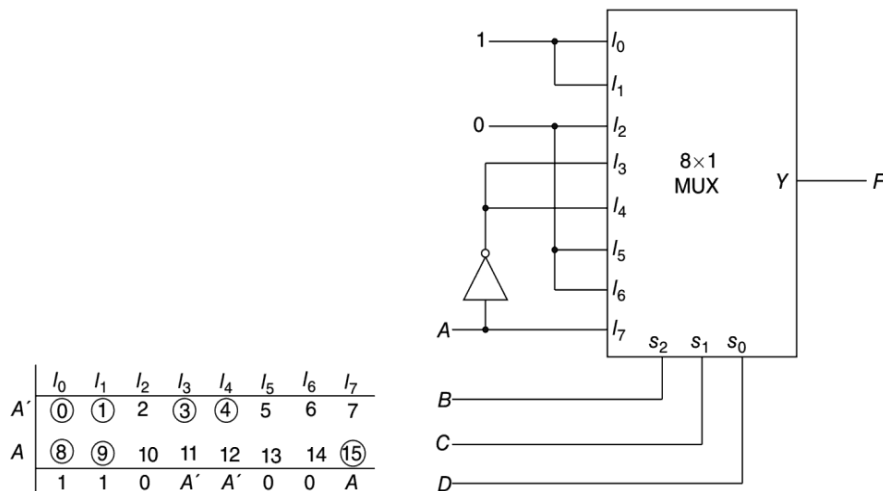 1 I₀
I₁
0 I₂
I₃ 8×1 Y F
MUX
I₄
I₅
I₆
A I₇
s₂ s₁ s₀
B
C
D
I₀ I₁ I₂ I₃ I₄ I₅ I₆ I₇
A′ 0 1 2 3 4 5 6 7
A 8 9 10 11 12 13 14 15
1 1 0 A′ A′ 0 0 A